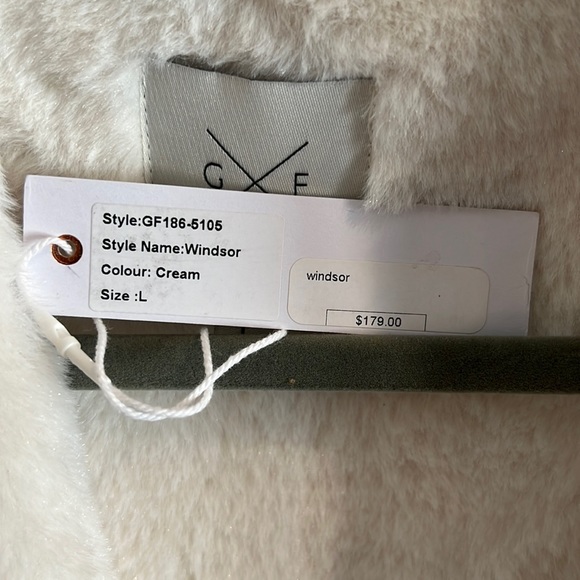 G F
Style:GF186-5105
Style Name:Windsor
Colour: Cream
Size :L
windsor
$179.00